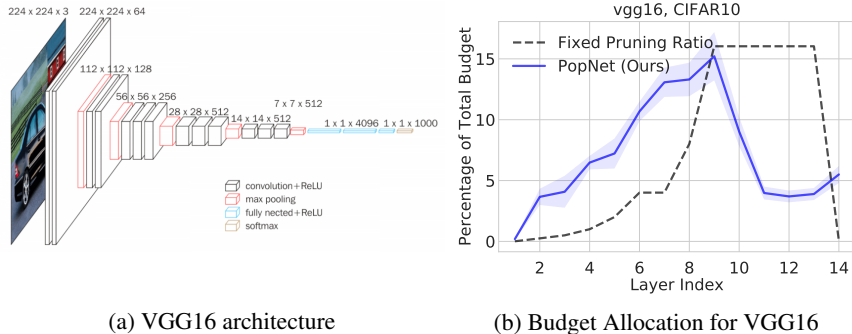 224 x 224 x 3
224 x 224 x 64
112 x 112 x 128
56 x 56 x 256
28 x 28 x 512
14 x 14 x 512
7 x 7 x 512
1 x 1 x 4096
1 x 1 x 1000
convolution+ReLU
max pooling
fully nected+ReLU
softmax
(a) VGG16 architecture
vgg16, CIFAR10
Percentage of Total Budget
15
10
5
0
Fixed Pruning Ratio
PopNet (Ours)
2 4 6 8 10 12 14
Layer Index
(b) Budget Allocation for VGG16